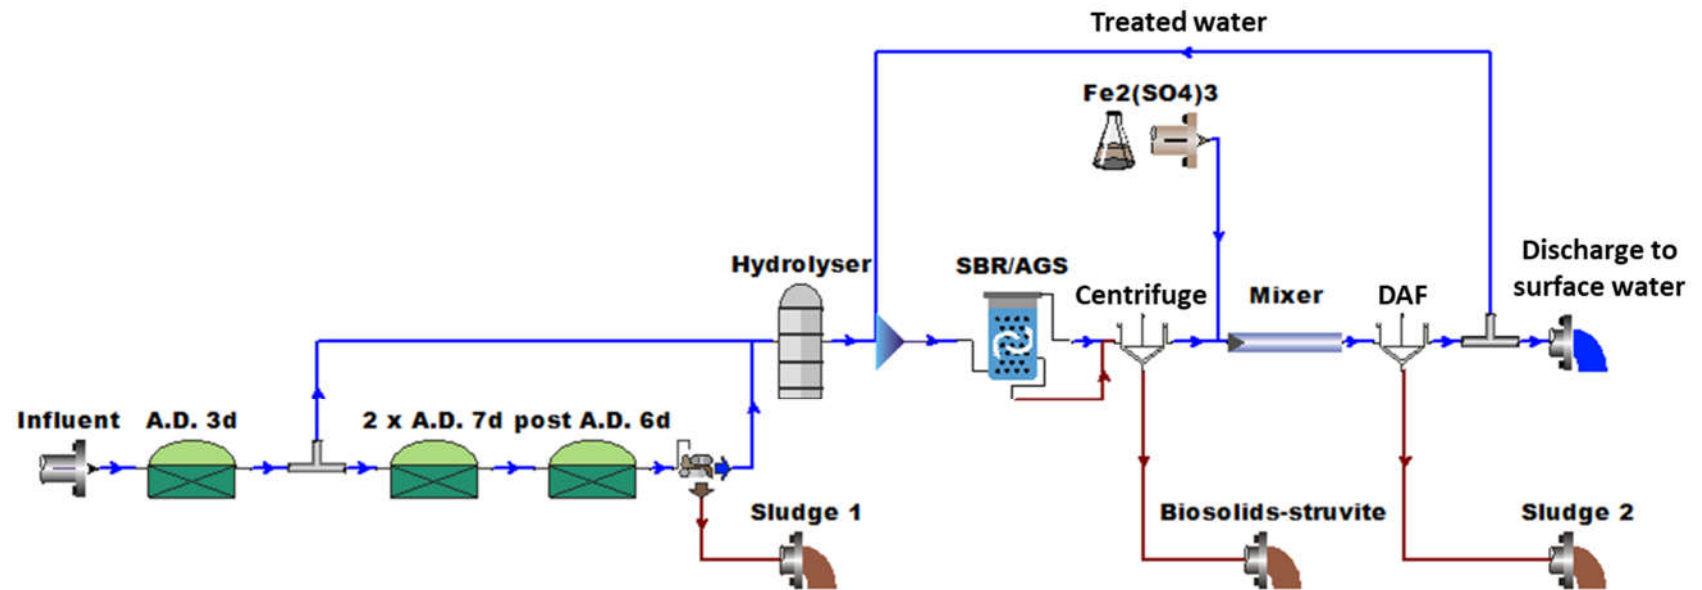 Treated water
Fe2(SO4)3
Hydrolyser
SBR/AGS
Centrifuge
Mixer
DAF
Discharge to
surface water
Influent
A.D. 3d
2 x A.D. 7d
post A.D. 6d
Sludge 1
Biosolids-struvite
Sludge 2